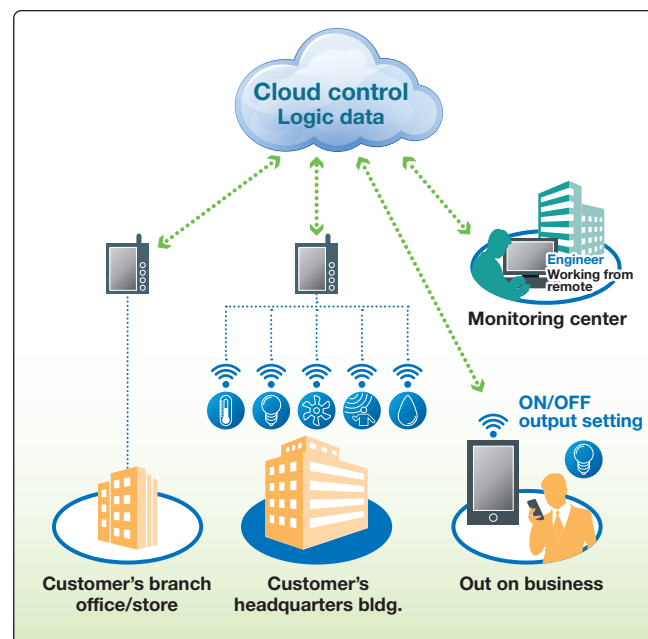 Cloud control
Logic data
Engineer
Working from
remote
Monitoring center
ON/OFF
output setting
Customer’s branch
office/store
Customer’s
headquarters bldg.
Out on business